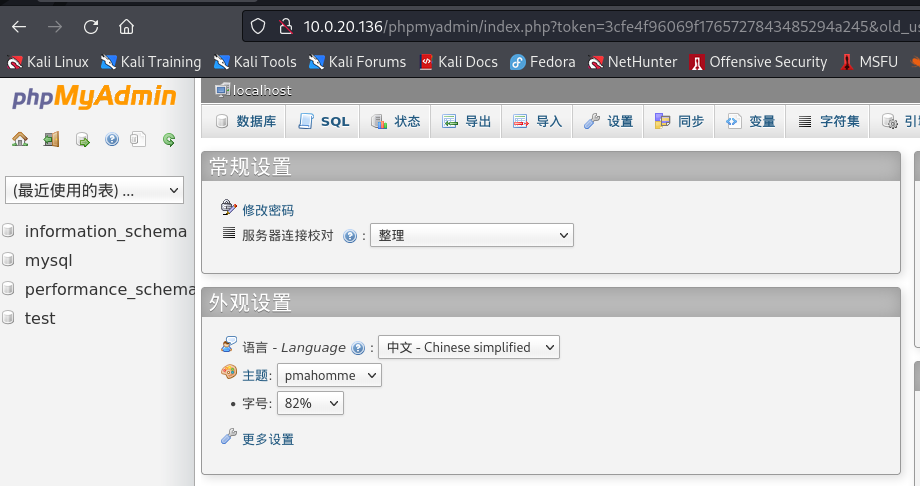 10.0.20.136/phpmyadmin/index.php?token=3cfe4f96069f1765727843485294a245&old_us
Kali Linux Kali Training Kali Tools Kali Forums Kali Docs Fedora NetHunter Offensive Security MSFU
phpMyAdmin
(最近使用的表) ...
information_schema
mysql
performance_schema
test
localhost
数据库 SQL 状态 导出 导入 设置 同步 变量 字符集 引
常规设置
修改密码
服务器连接校对 : 整理
外观设置
语言 - Language : 中文 - Chinese simplified
主题: pmahomme
• 字号: 82%
更多设置